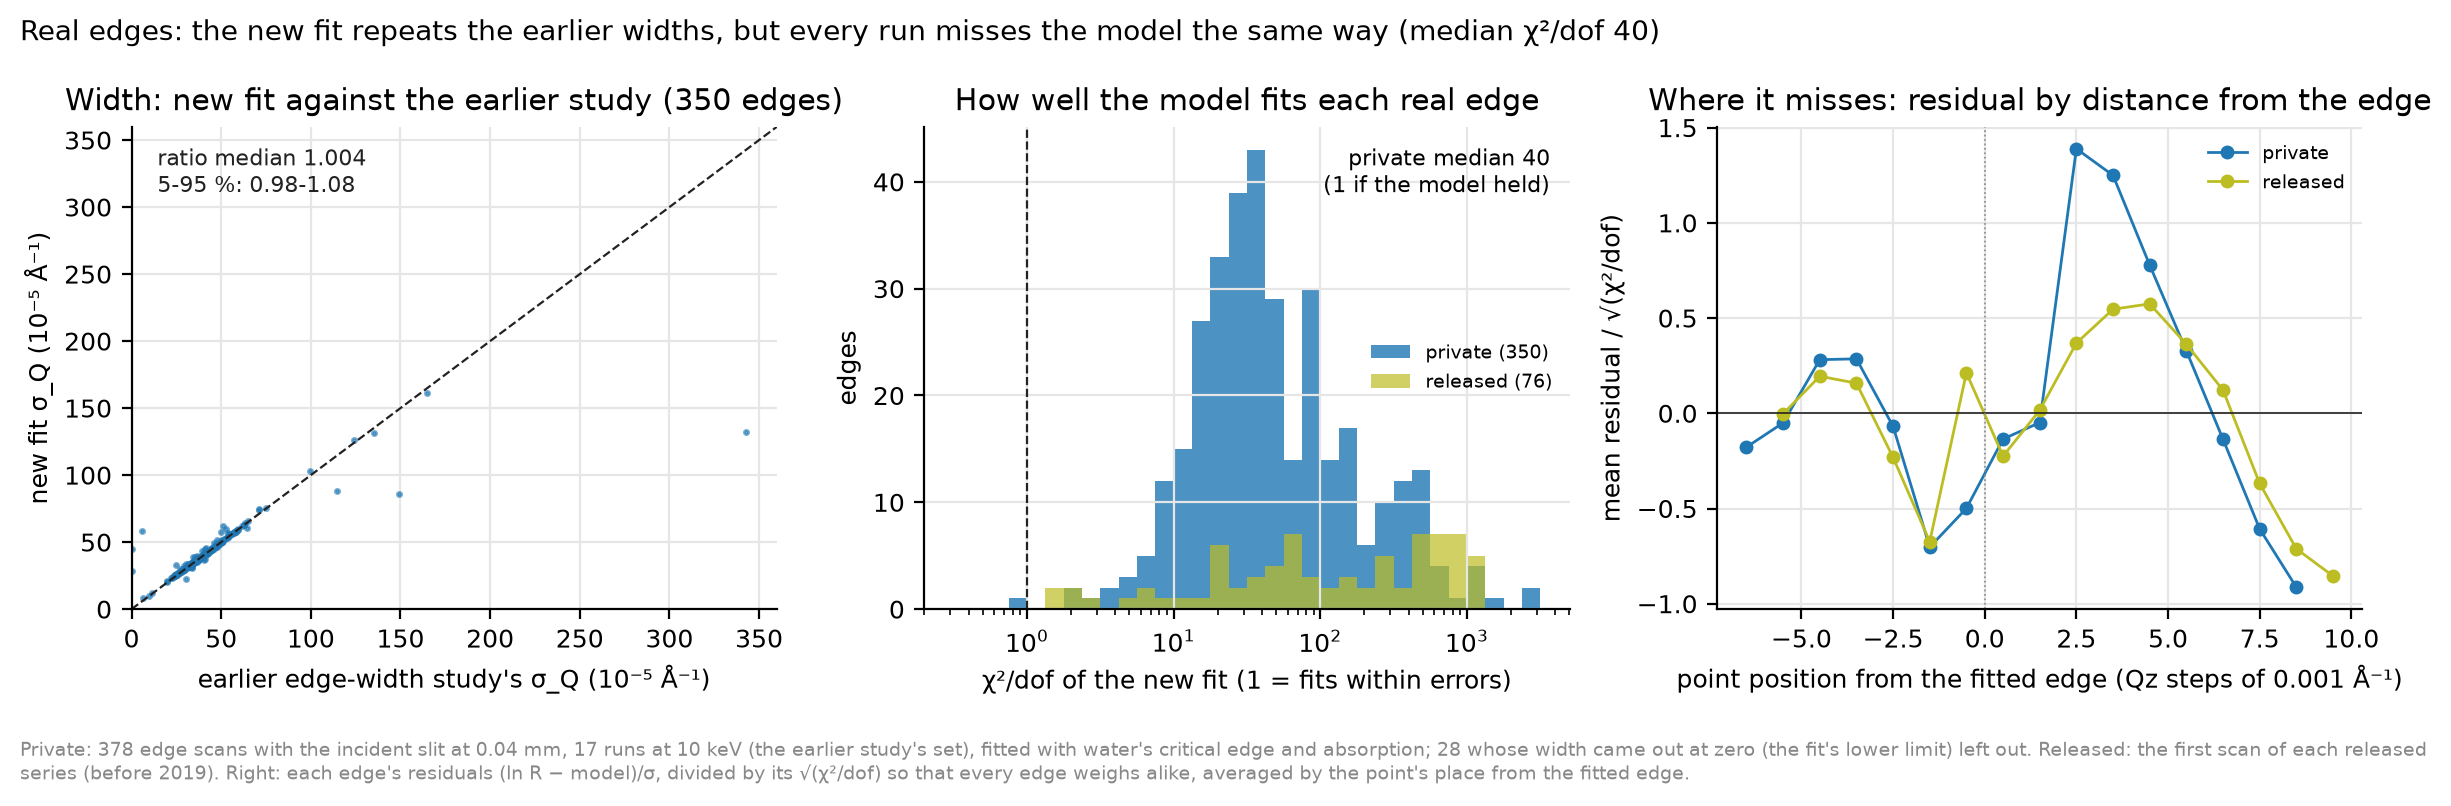 Real edges: the new fit repeats the earlier widths, but every run misses the model the same way (median χ²/dof 40)
Width: new fit against the earlier study (350 edges)
ratio median 1.004
5-95 %: 0.98-1.08
new fit σ_Q (10⁻⁵ Å⁻¹)
350
300
250
200
150
100
50
0
0 50 100 150 200 250 300 350
earlier edge-width study's σ_Q (10⁻⁵ Å⁻¹)
How well the model fits each real edge
private median 40
(1 if the model held)
private (350)
released (76)
edges
40
30
20
10
0
10⁰ 10¹ 10² 10³
χ²/dof of the new fit (1 = fits within errors)
Where it misses: residual by distance from the edge
private
released
mean residual / √(χ²/dof)
1.5
1.0
0.5
0.0
−0.5
−1.0
−5.0 −2.5 0.0 2.5 5.0 7.5 10.0
point position from the fitted edge (Qz steps of 0.001 Å⁻¹)
Private: 378 edge scans with the incident slit at 0.04 mm, 17 runs at 10 keV (the earlier study's set), fitted with water's critical edge and absorption; 28 whose width came out at zero (the fit's lower limit) left out. Released: the first scan of each released
series (before 2019). Right: each edge's residuals (ln R − model)/σ, divided by its √(χ²/dof) so that every edge weighs alike, averaged by the point's place from the fitted edge.